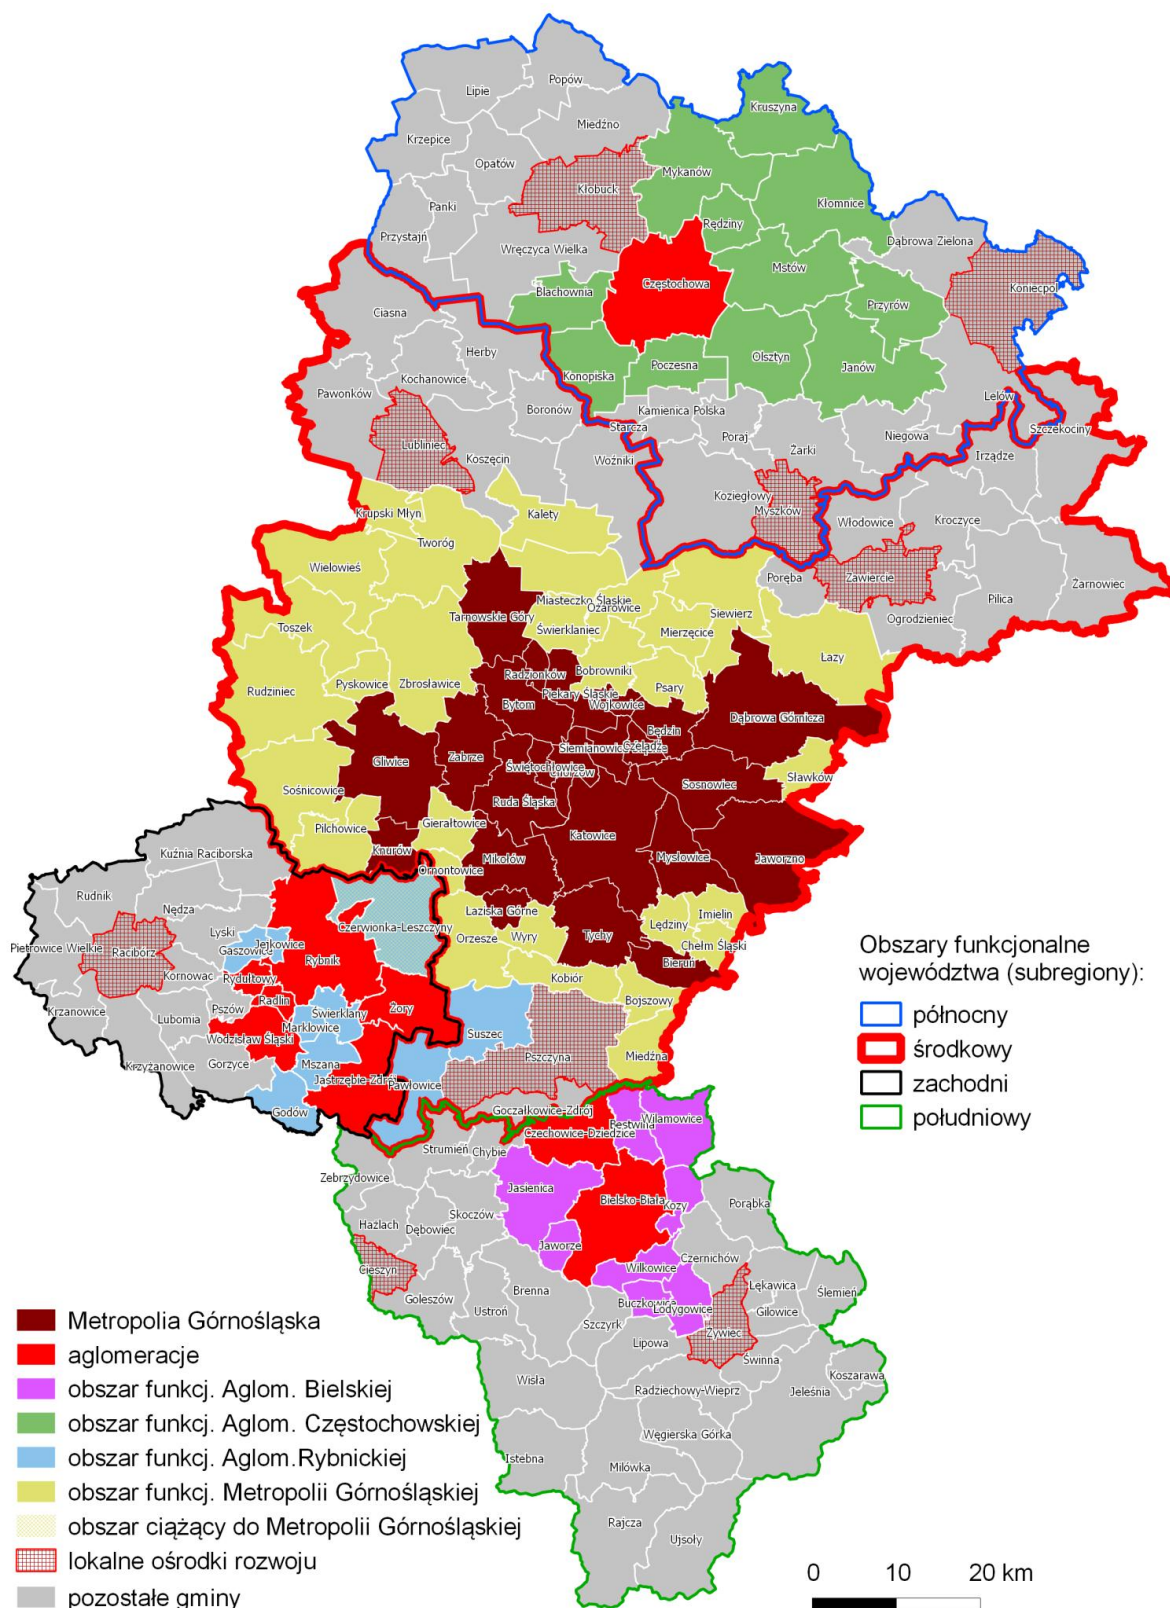 Lipie
Popów
Kruszyna
Miedźno
Krzepice
Opatów
Mykanów
Kłobuck
Kłomnice
Panki
Rędziny
Przystajń
Wręczyca Wielka
Dąbrowa Zielona
Mstów
Częstochowa
Koniecpol
Blachownia
Przyrów
Ciasna
Herby
Olsztyn
Poczesna
Janów
Konopiska
Kochanowice
Pawonków
Lelów
Boronów
Kamienica Polska
Starcza
Szczekociny
Poraj
Niegowa
Lubliniec
Żarki
Irządze
Koszęcin
Woźniki
Koziegłowy
Myszków
Krupski Młyn
Kalety
Włodowice
Kroczyce
Tworóg
Wielowieś
Poręba
Zawiercie
Żarnowiec
Pilica
Miasteczko Śląskie
Ożarowice
Tarnowskie Góry
Siewierz
Ogrodzieniec
Toszek
Świerklaniec
Mierzęcice
Łazy
Rudziniec
Pyskowice
Zbrosławice
Radzionków
Bobrowniki
Psary
Piekary Śląskie
Bytom
Wojkowice
Dąbrowa Górnicza
Będzin
Zabrze
Siemianowice Śląskie
Czeladź
Gliwice
Świętochłowice
Chorzów
Sławków
Sośnicowice
Sosnowiec
Ruda Śląska
Pilchowice
Gierałtowice
Katowice
Knurów
Mikołów
Mysłowice
Jaworzno
Kuźnia Raciborska
Ornontowice
Rudnik
Nędza
Łaziska Górne
Imielin
Czerwionka-Leszczyny
Lędziny
Lyski
Orzesze
Wyry
Tychy
Pietrowice Wielkie
Racibórz
Jejkowice
Gaszowice
Chełm Śląski
Rybnik
Bieruń
Kornowac
Rydułtowy
Kobiór
Radlin
Żory
Bojszowy
Krzanowice
Pszów
Lubomia
Świerklany
Marklowice
Suszec
Wodzisław Śląski
Pszczyna
Krzyżanowice
Gorzyce
Mszana
Miedźna
Jastrzębie-Zdrój
Pawłowice
Godów
Goczałkowice-Zdrój
Bestwina
Wilamowice
Czechowice-Dziedzice
Strumień
Chybie
Zebrzydowice
Jasienica
Bielsko-Biała
Kozy
Porąbka
Skoczów
Hażlach
Dębowiec
Jaworze
Czernichów
Cieszyn
Wilkowice
Łękawica
Ślemień
Brenna
Goleszów
Buczkowice
Łodygowice
Gilowice
Ustroń
Szczyrk
Żywiec
Lipowa
Świnna
Wisła
Koszarawa
Radziechowy-Wieprz
Jeleśnia
Węgierska Górka
Istebna
Milówka
Rajcza
Ujsoły
Obszary funkcjonalne
województwa (subregiony):
północny
środkowy
zachodni
południowy
Metropolia Górnośląska
aglomeracje
obszar funkcj. Aglom. Bielskiej
obszar funkcj. Aglom. Częstochowskiej
obszar funkcj. Aglom.Rybnickiej
obszar funkcj. Metropolii Górnośląskiej
obszar ciążący do Metropolii Górnośląskiej
lokalne ośrodki rozwoju
pozostałe gminy
0 10 20 km